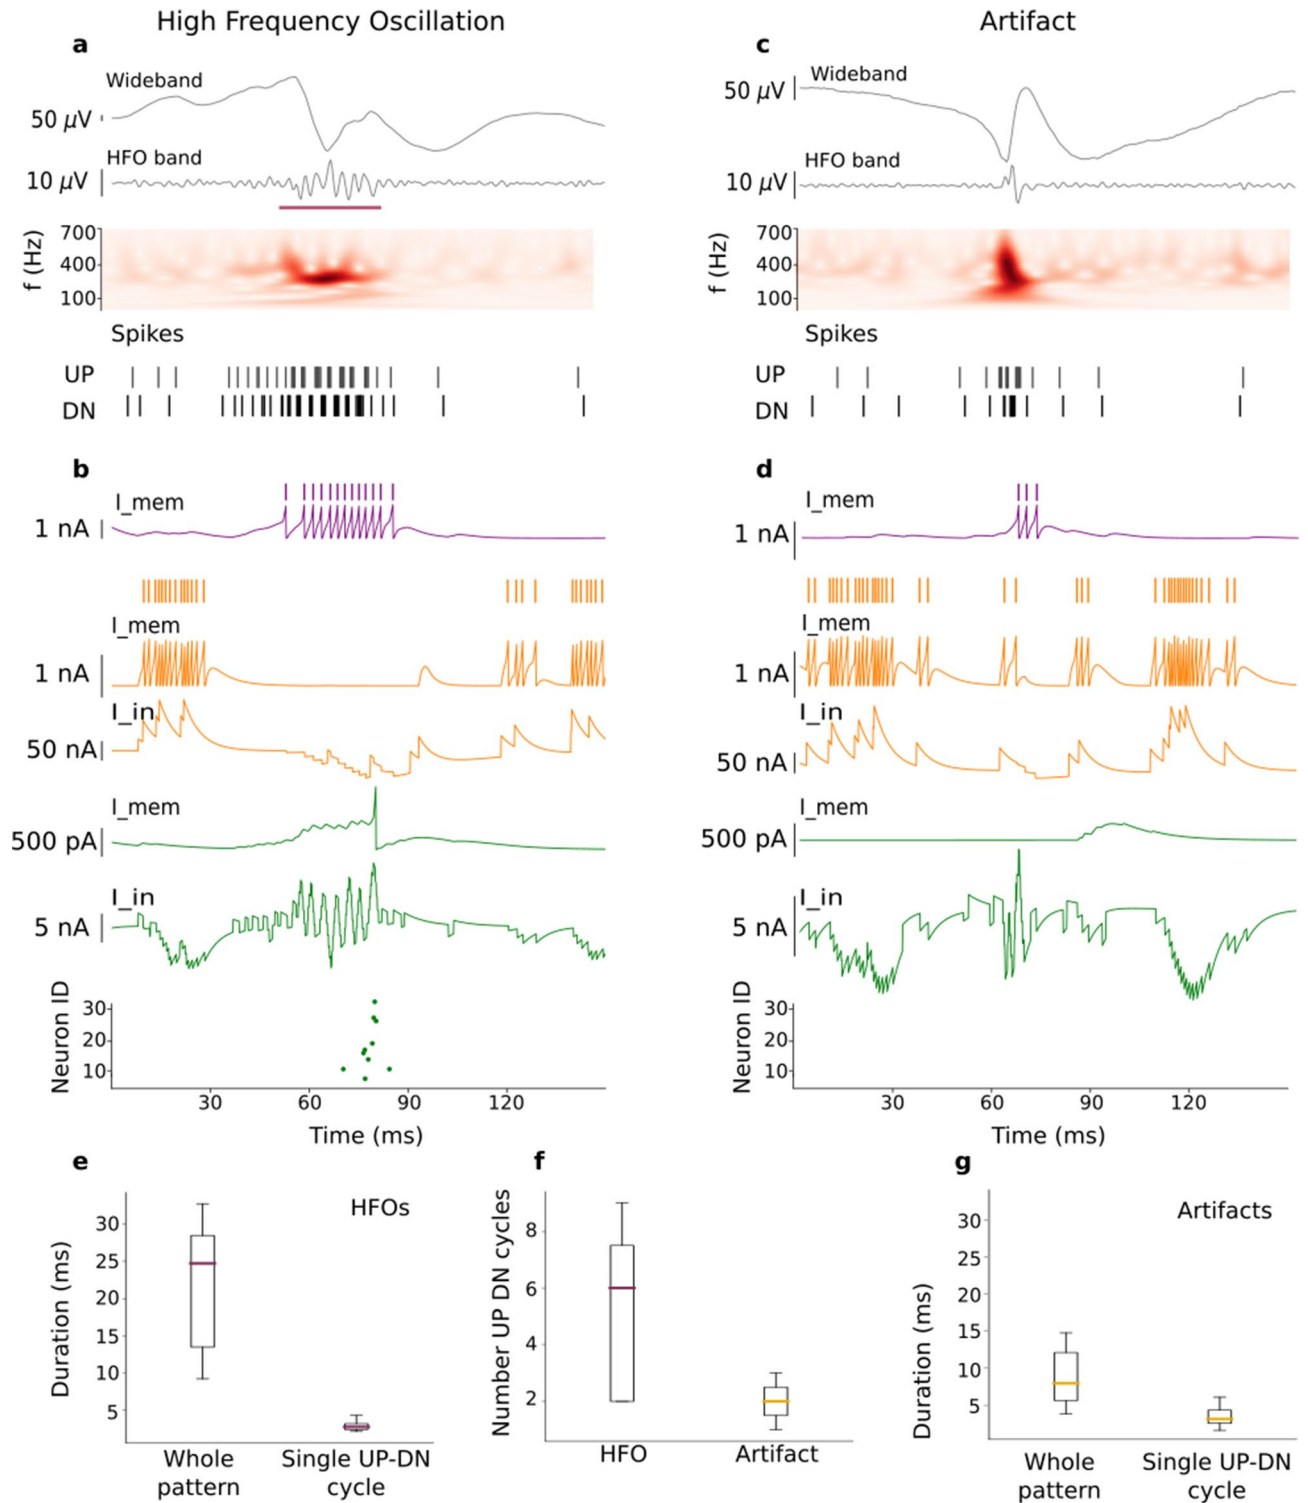 High Frequency Oscillation
Artifact
a
Wideband
50 µV
HFO band
10 µV
f (Hz)
700
400
100
Spikes
UP
DN
c
Wideband
50 µV
HFO band
10 µV
f (Hz)
700
400
100
Spikes
UP
DN
b
I_mem
1 nA
I_mem
1 nA
I_in
50 nA
I_mem
500 pA
I_in
5 nA
Neuron ID
30
20
10
30 60 90 120
Time (ms)
d
I_mem
1 nA
I_mem
1 nA
I_in
50 nA
I_mem
500 pA
I_in
5 nA
Neuron ID
30
20
10
30 60 90 120
Time (ms)
e
HFOs
Duration (ms)
30
25
20
15
10
5
Whole
pattern
Single UP-DN
cycle
f
Number UP DN cycles
8
6
4
2
HFO
Artifact
g
Artifacts
Duration (ms)
30
25
20
15
10
5
Whole
pattern
Single UP-DN
cycle